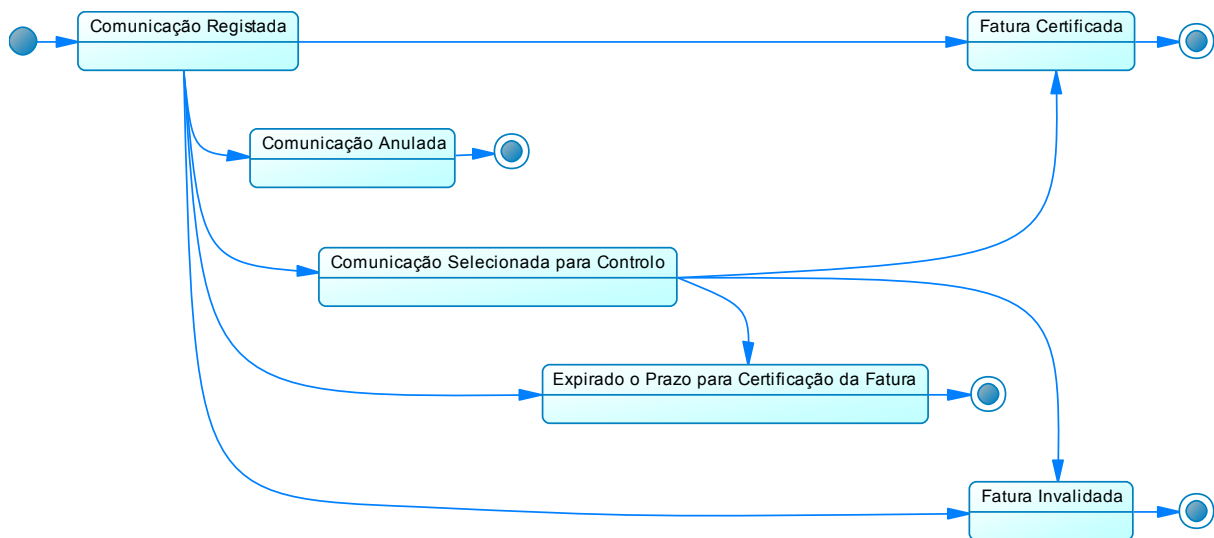 Comunicação Registada
Fatura Certificada
Comunicação Anulada
Comunicação Selecionada para Controlo
Expirado o Prazo para Certificação da Fatura
Fatura Invalidada